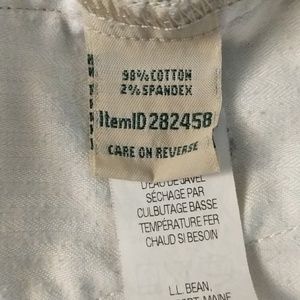 98% COTTON
2% SPANDEX
ItemID 282458
CARE ON REVERSE
D'EAU DE JAVEL
SÉCHAGE PAR
CULBUTAGE BASSE
TEMPÉRATURE FER
CHAUD SI BESOIN
L.L. BEAN,
MAINE